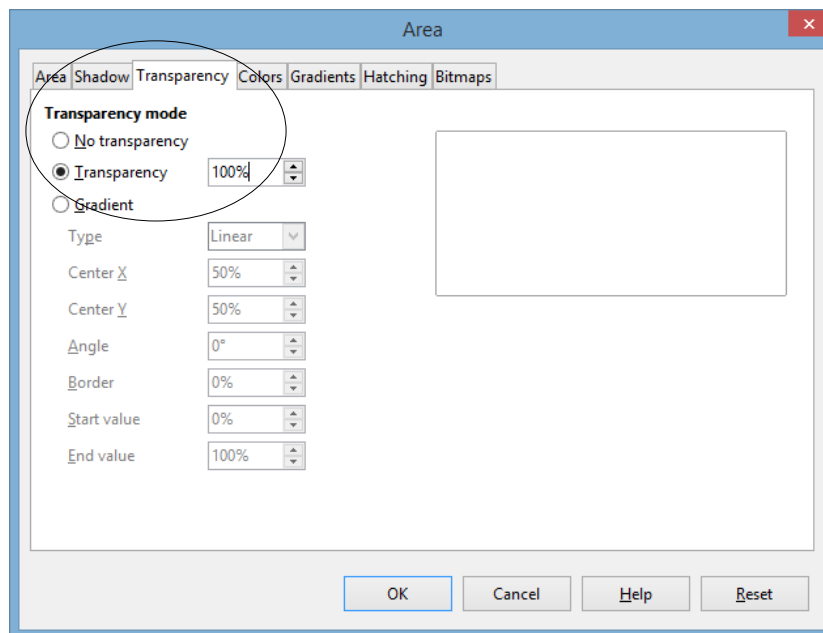 Area
Area Shadow Transparency Colors Gradients Hatching Bitmaps
Transparency mode
No transparency
Transparency 100%
Gradient
Type Linear
Center X 50%
Center Y 50%
Angle 0°
Border 0%
Start value 0%
End value 100%
OK Cancel Help Reset